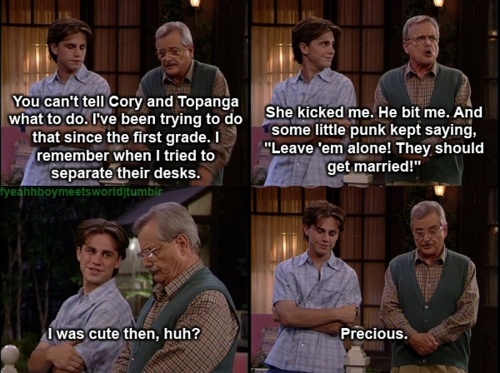 You can't tell Cory and Topanga
what to do. I've been trying to do
that since the first grade. I
remember when I tried to
separate their desks.
She kicked me. He bit me. And
some little punk kept saying,
"Leave 'em alone! They should
get married!"
fyeahhboymeetsworld|tumblr
I was cute then, huh?
Precious.